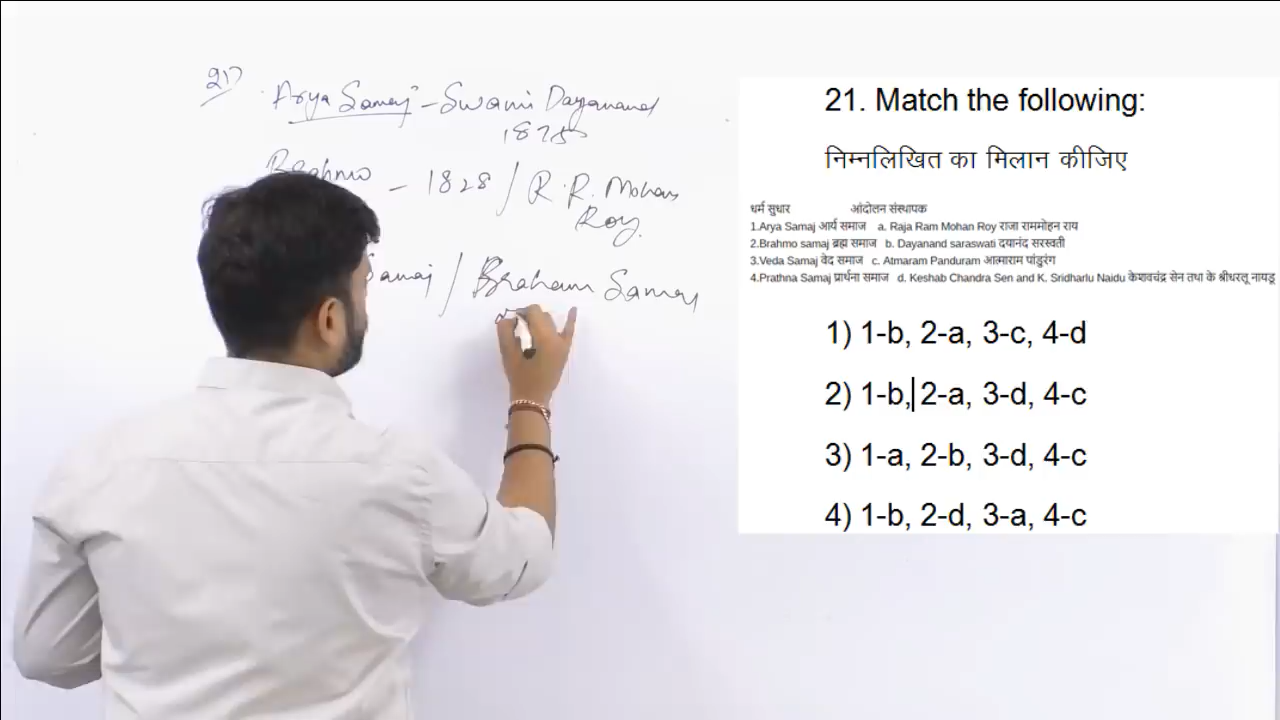 21)
Arya Samaj - Swami Dayanand
1875
Brahmo - 1828 / R.R. Mohan
Roy.
Samaj / Braham Samaj
21. Match the following:
निम्नलिखित का मिलान कीजिए
धर्म सुधार आंदोलन संस्थापक
1.Arya Samaj आर्य समाज a. Raja Ram Mohan Roy राजा राममोहन राय
2.Brahmo samaj ब्रह्म समाज b. Dayanand saraswati दयानंद सरस्वती
3.Veda Samaj वेद समाज c. Atmaram Panduram आत्माराम पांडुरंग
4.Prathna Samaj प्रार्थना समाज d. Keshab Chandra Sen and K. Sridharlu Naidu केशवचंद्र सेन तथा के श्रीधरलू नायडू
1) 1-b, 2-a, 3-c, 4-d
2) 1-b, 2-a, 3-d, 4-c
3) 1-a, 2-b, 3-d, 4-c
4) 1-b, 2-d, 3-a, 4-c